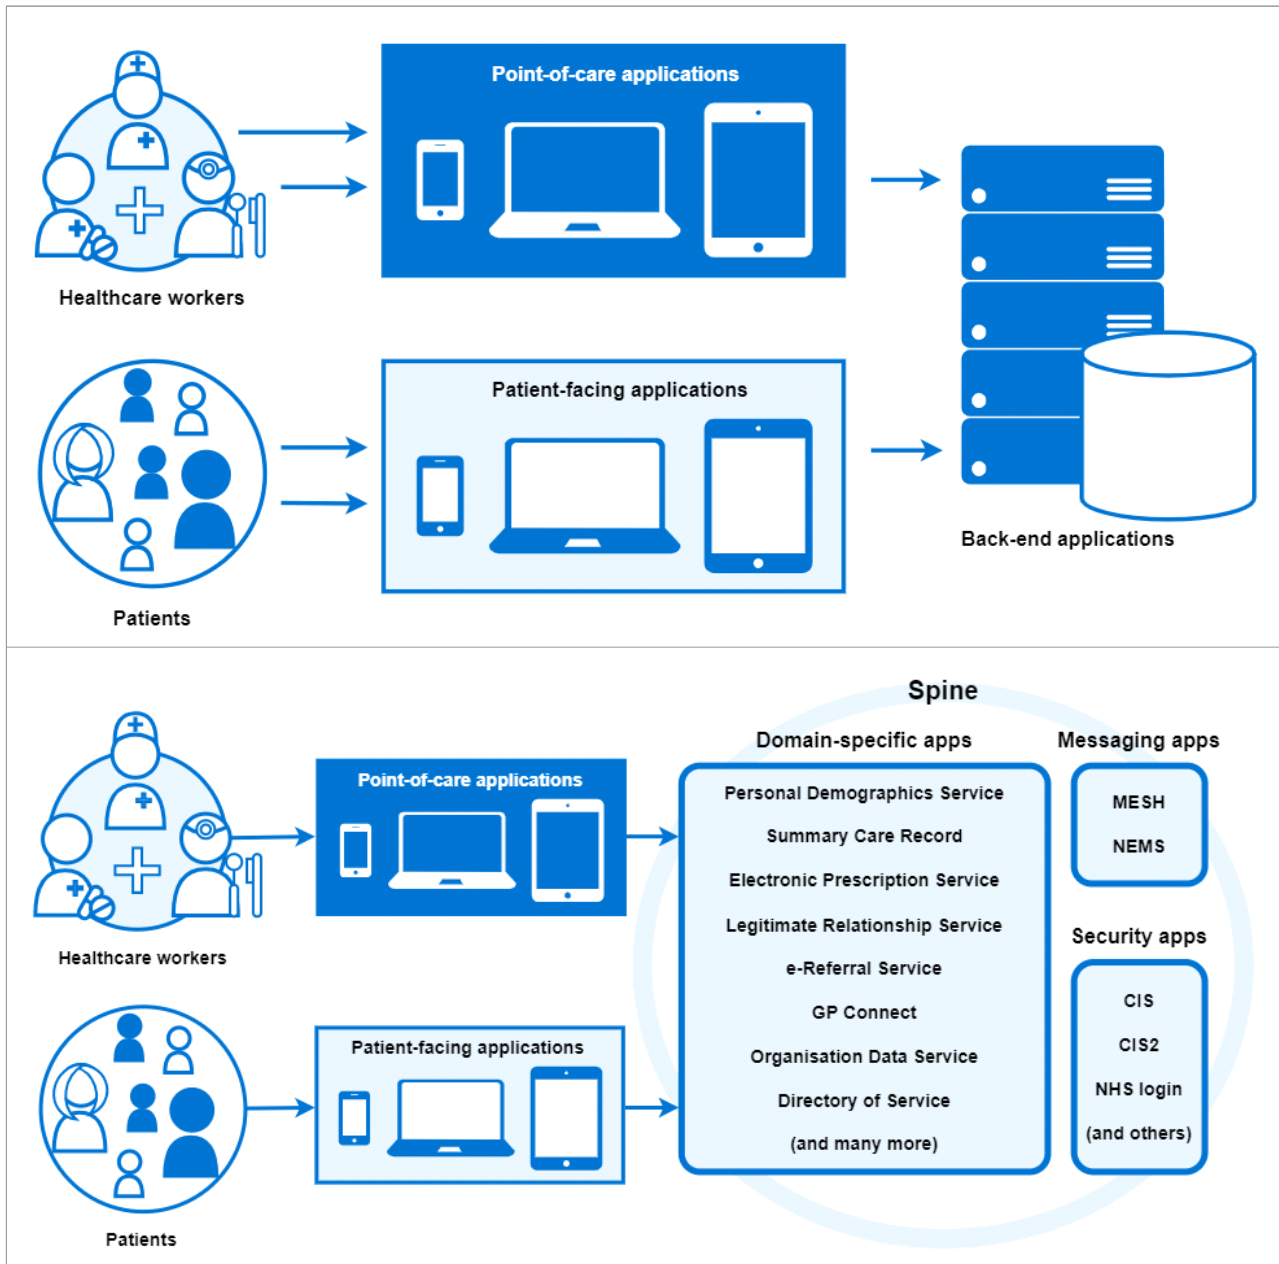 Point-of-care applications
Healthcare workers
Patient-facing applications
Back-end applications
Patients
Spine
Domain-specific apps
Messaging apps
Point-of-care applications
Personal Demographics Service
MESH
Summary Care Record
NEMS
Electronic Prescription Service
Legitimate Relationship Service
Security apps
Healthcare workers
e-Referral Service
CIS
GP Connect
CIS2
Patient-facing applications
Organisation Data Service
NHS login
Directory of Service
(and others)
(and many more)
Patients